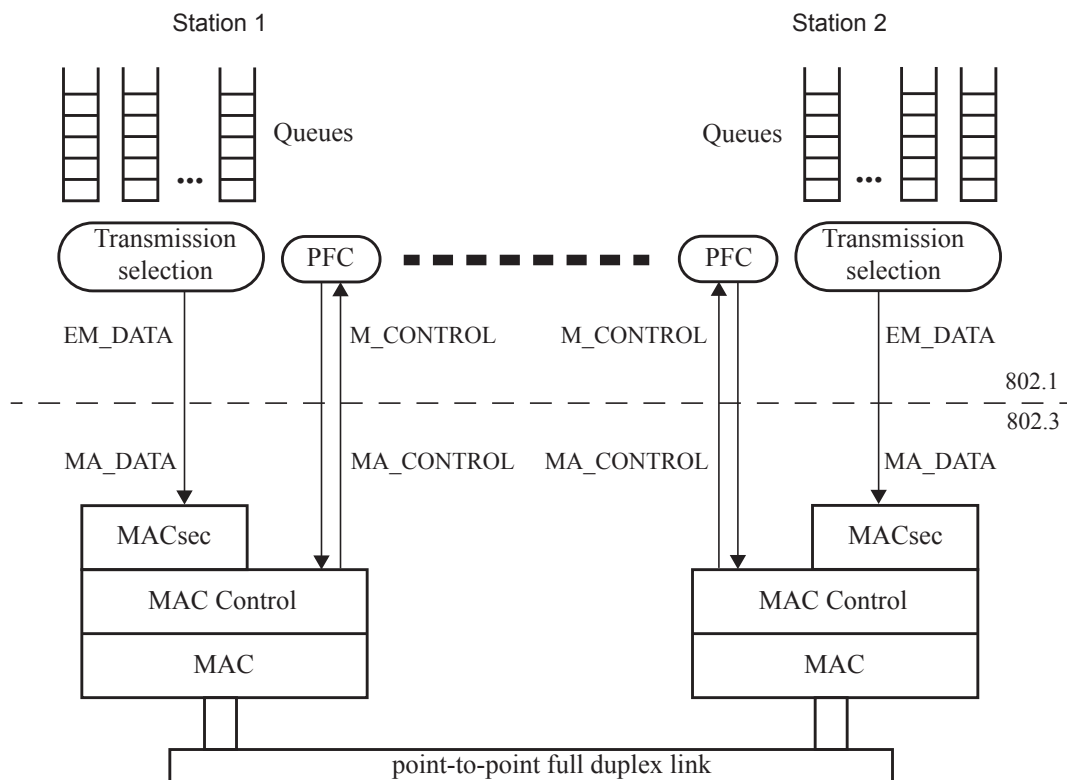 Station 1
Station 2
Queues
Queues
...
...
Transmission
selection
PFC
PFC
Transmission
selection
EM_DATA
M_CONTROL
M_CONTROL
EM_DATA
802.1
802.3
MA_DATA
MA_CONTROL
MA_CONTROL
MA_DATA
MACsec
MACsec
MAC Control
MAC Control
MAC
MAC
point-to-point full duplex link